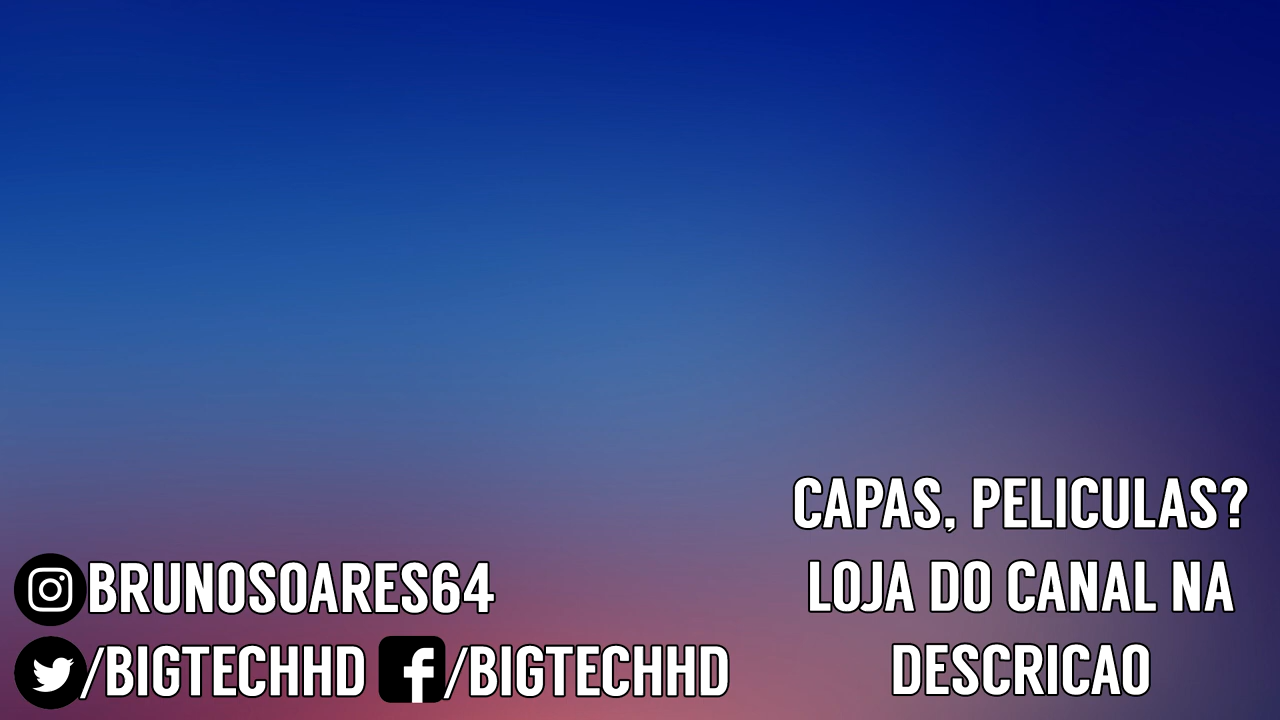 CAPAS, PELICULAS?
LOJA DO CANAL NA
DESCRICAO
BRUNOSOARES64
/BIGTECHHD /BIGTECHHD